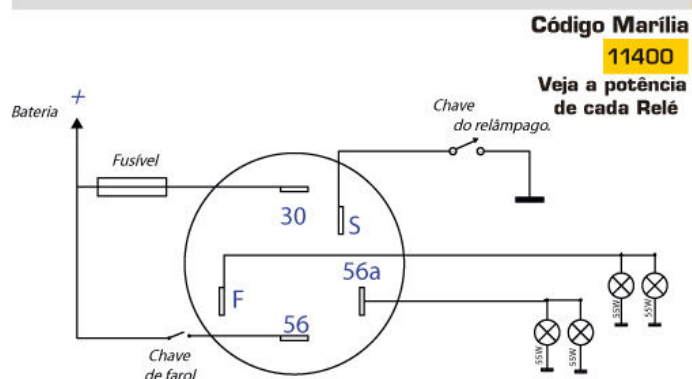 Código Marília
11400
Veja a potência
de cada Relé
+
Bateria
Chave
do relâmpago.
Fusível
30
S
56a
F
56
55W
55W
55W
55W
Chave
de farol